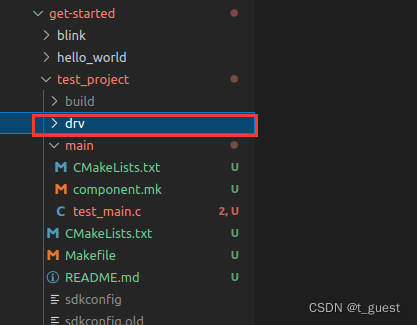 get-started
blink
hello_world
test_project
build
drv
main
CMakeLists.txt U
component.mk U
test_main.c 2, U
CMakeLists.txt U
Makefile U
README.md U
sdkconfig
sdkconfig.old
CSDN @t_guest